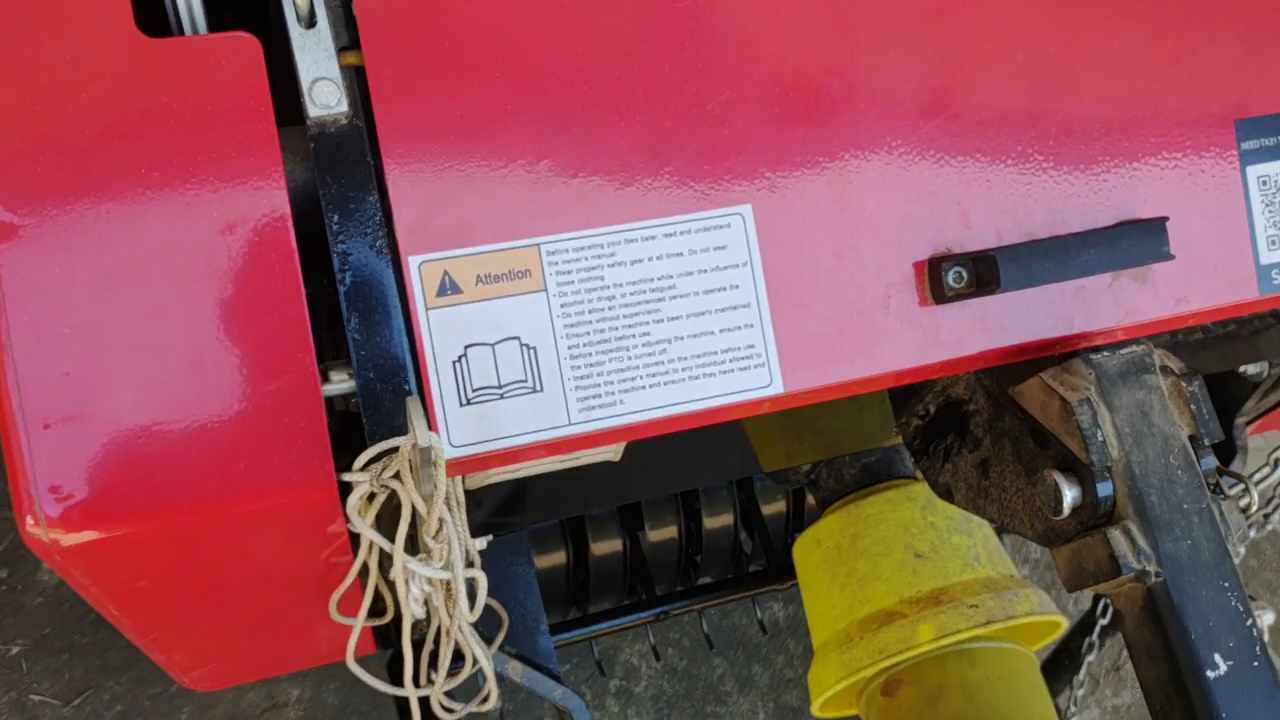 Attention
Before operating your Ibex baler, read and understand
the owner's manual.
• Wear properly safety gear at all times. Do not wear
loose clothing.
• Do not operate the machine while under the influence of
alcohol or drugs, or while fatigued.
• Do not allow an inexperienced person to operate the
machine without supervision.
• Ensure that the machine has been properly maintained
and adjusted before use.
• Before inspecting or adjusting the machine, ensure the
the tractor PTO is turned off.
• Install all protective covers on the machine before use.
• Provide the owner's manual to any individual allowed to
operate the machine and ensure that they have read and
understood it.
NEED